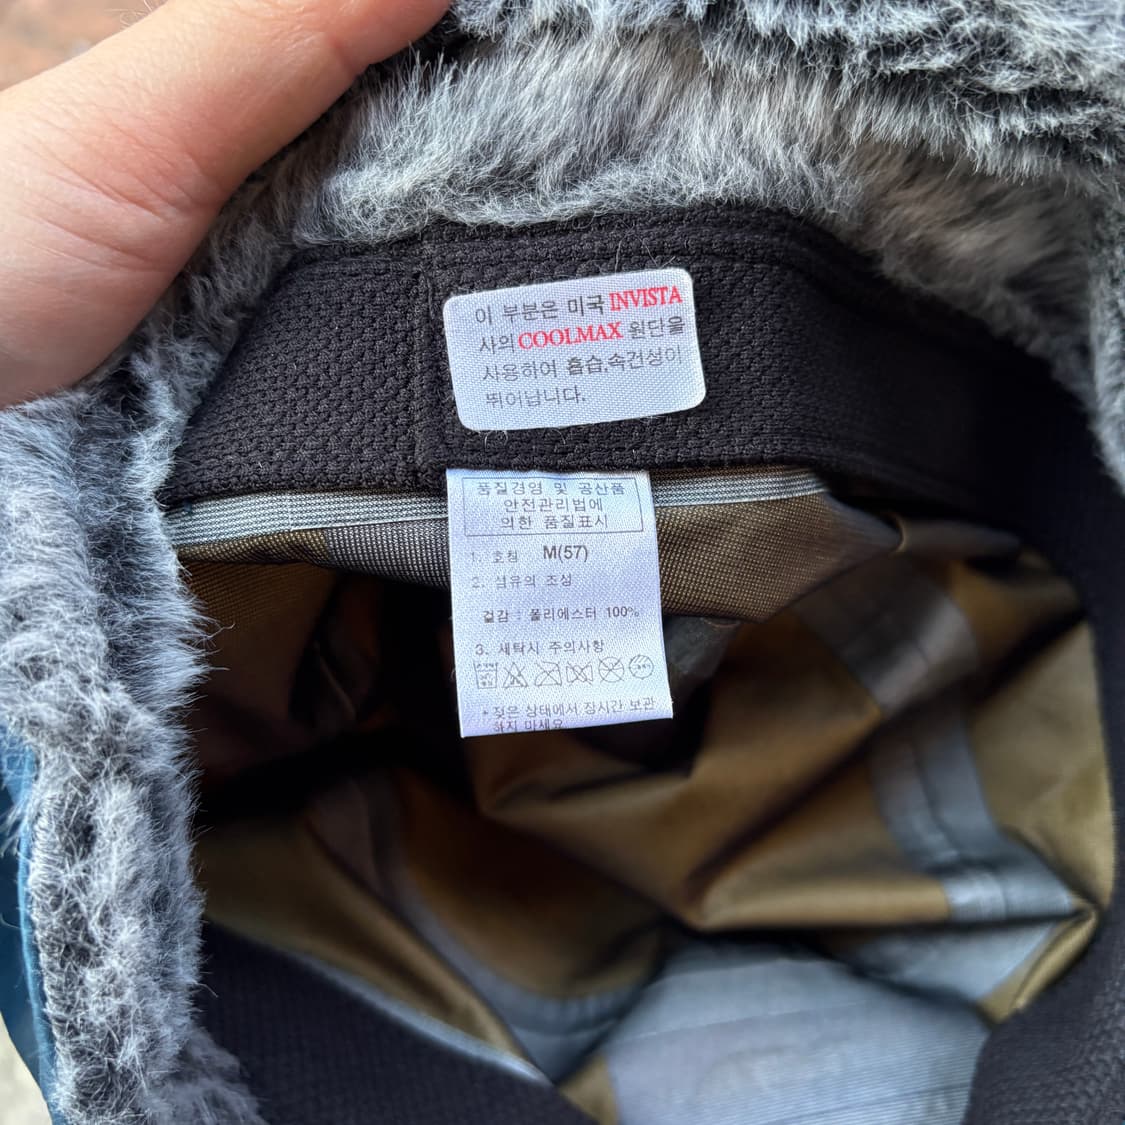 이 부분은 미국 INVISTA
사의 COOLMAX 원단을
사용하여 흡습,속건성이
뛰어납니다.
품질경영 및 공산품
안전관리법에
의한 품질표시
1. 호칭 M(57)
2. 섬유의 조성
겉감 : 폴리에스터 100%
3. 세탁시 주의사항
* 젖은 상태에서 장시간 보관
하지 마세요